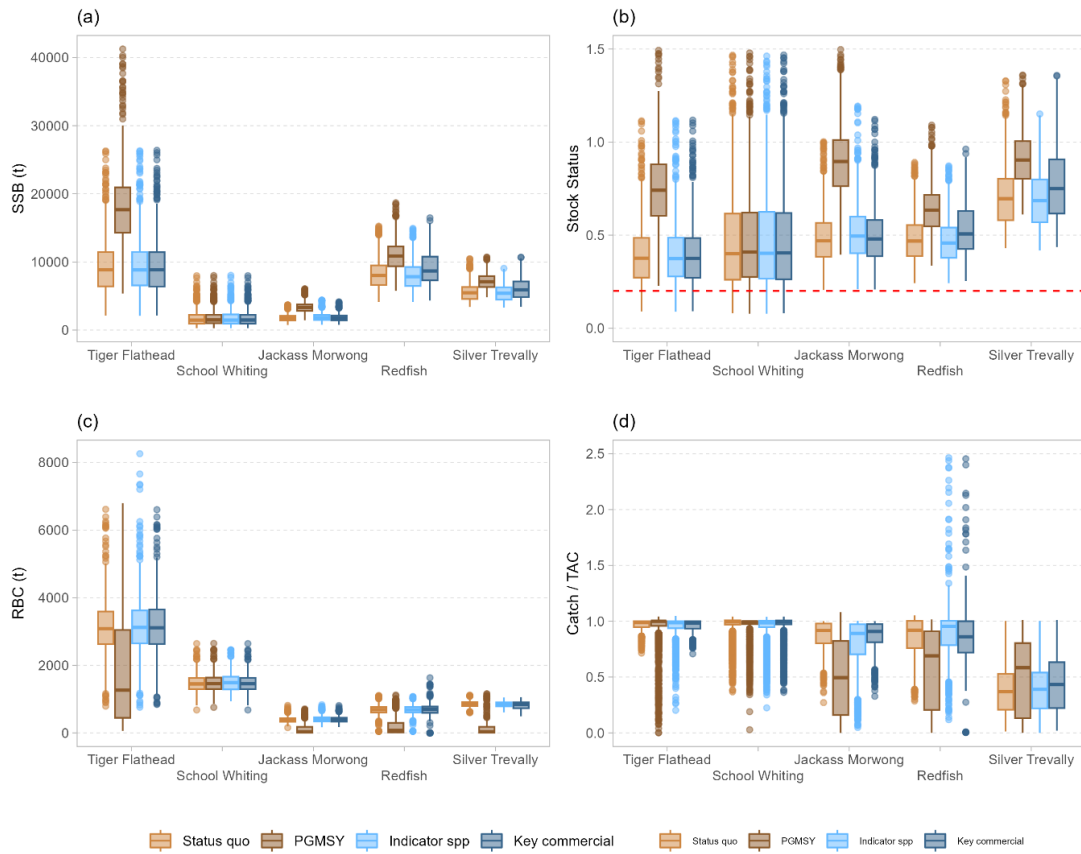 (a)
(b)
SSB (t)
40000
30000
20000
10000
0
Tiger Flathead
School Whiting
Jackass Morwong
Redfish
Silver Trevally
Stock Status
1.5
1.0
0.5
0.0
Tiger Flathead
School Whiting
Jackass Morwong
Redfish
Silver Trevally
(c)
(d)
RBC (t)
8000
6000
4000
2000
0
Tiger Flathead
School Whiting
Jackass Morwong
Redfish
Silver Trevally
Catch / TAC
2.5
2.0
1.5
1.0
0.5
0.0
Tiger Flathead
School Whiting
Jackass Morwong
Redfish
Silver Trevally
Status quo PGMSY Indicator spp Key commercial
Status quo PGMSY Indicator spp Key commercial